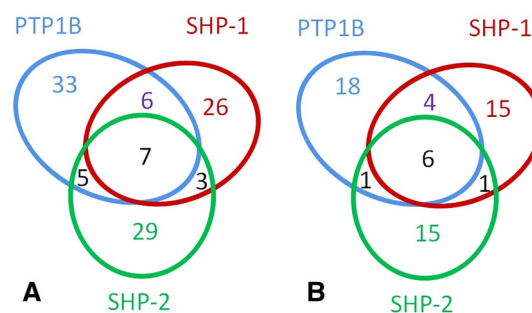 PTP1B SHP-1
33 6 26
7
5 3
29
A SHP-2
PTP1B SHP-1
18 4 15
6
1 1
15
B SHP-2